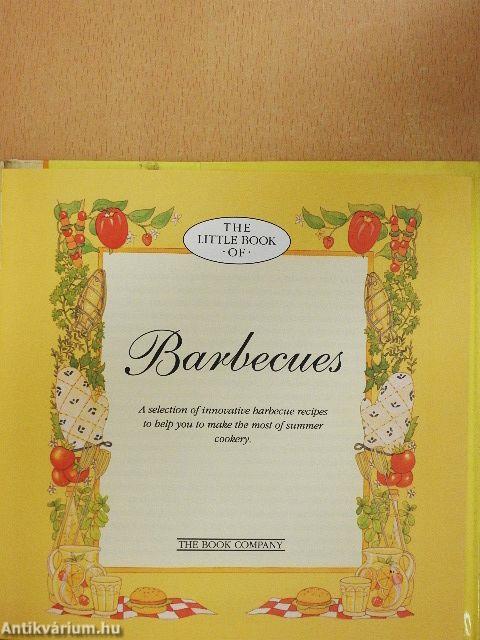 THE
LITTLE BOOK
· OF ·
Barbecues
A selection of innovative barbecue recipes
to help you to make the most of summer
cookery.
THE BOOK COMPANY
Antikvárium.hu